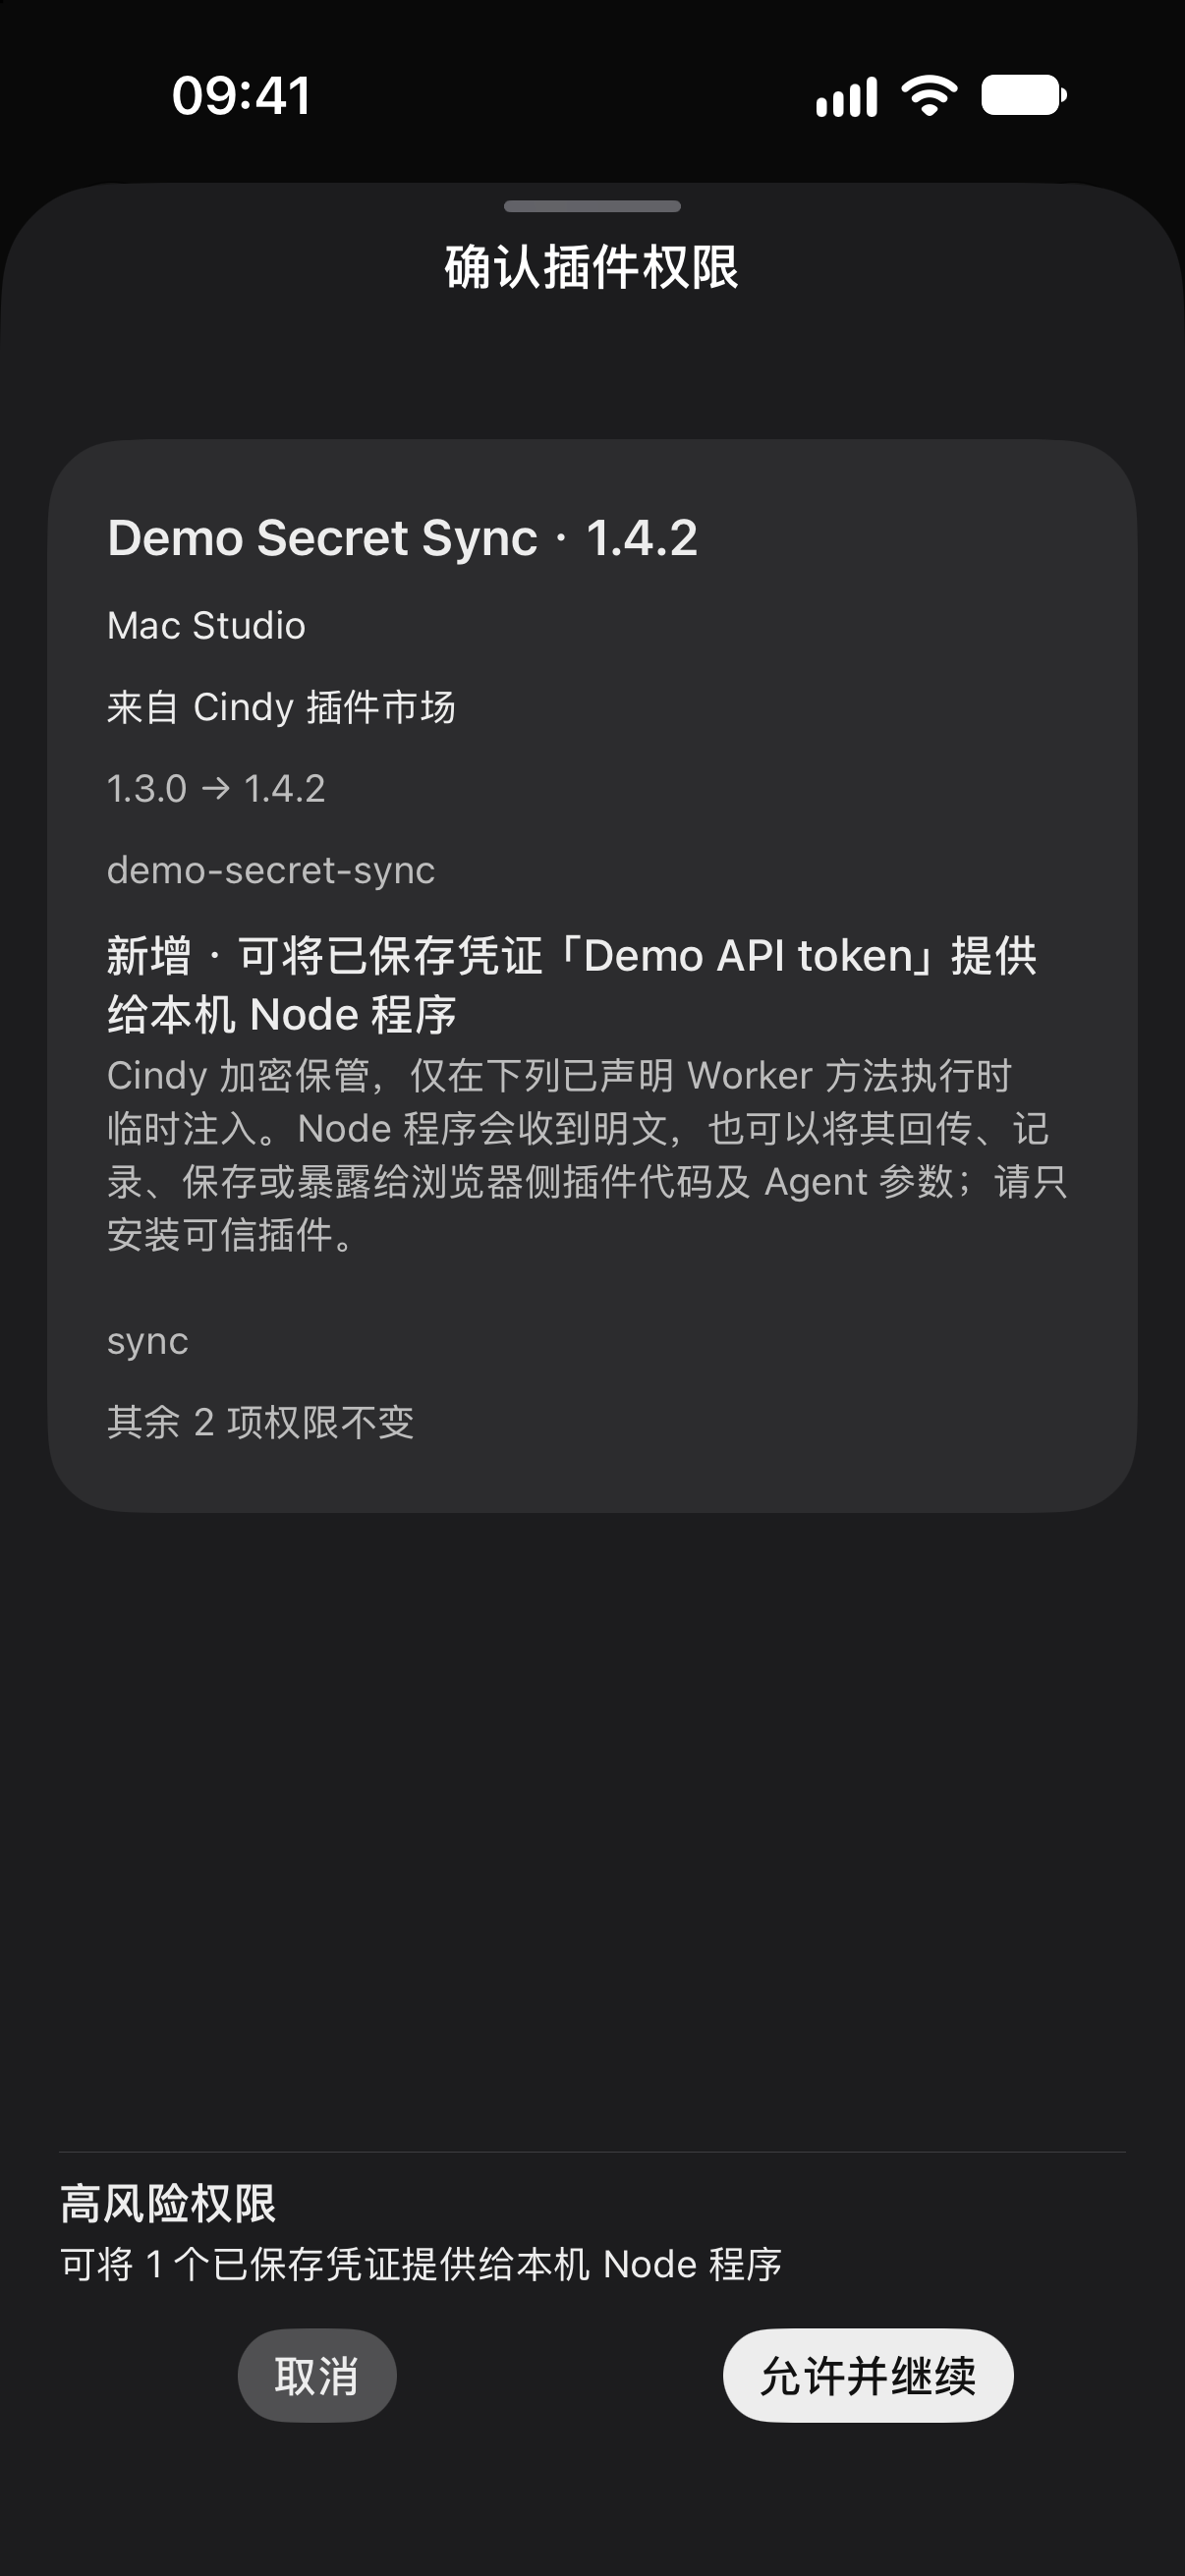 09:41
确认插件权限
Demo Secret Sync · 1.4.2
Mac Studio
来自 Cindy 插件市场
1.3.0 → 1.4.2
demo-secret-sync
新增 · 可将已保存凭证「Demo API token」提供
给本机 Node 程序
Cindy 加密保管，仅在下列已声明 Worker 方法执行时
临时注入。Node 程序会收到明文，也可以将其回传、记
录、保存或暴露给浏览器侧插件代码及 Agent 参数；请只
安装可信插件。
sync
其余 2 项权限不变
高风险权限
可将 1 个已保存凭证提供给本机 Node 程序
取消
允许并继续